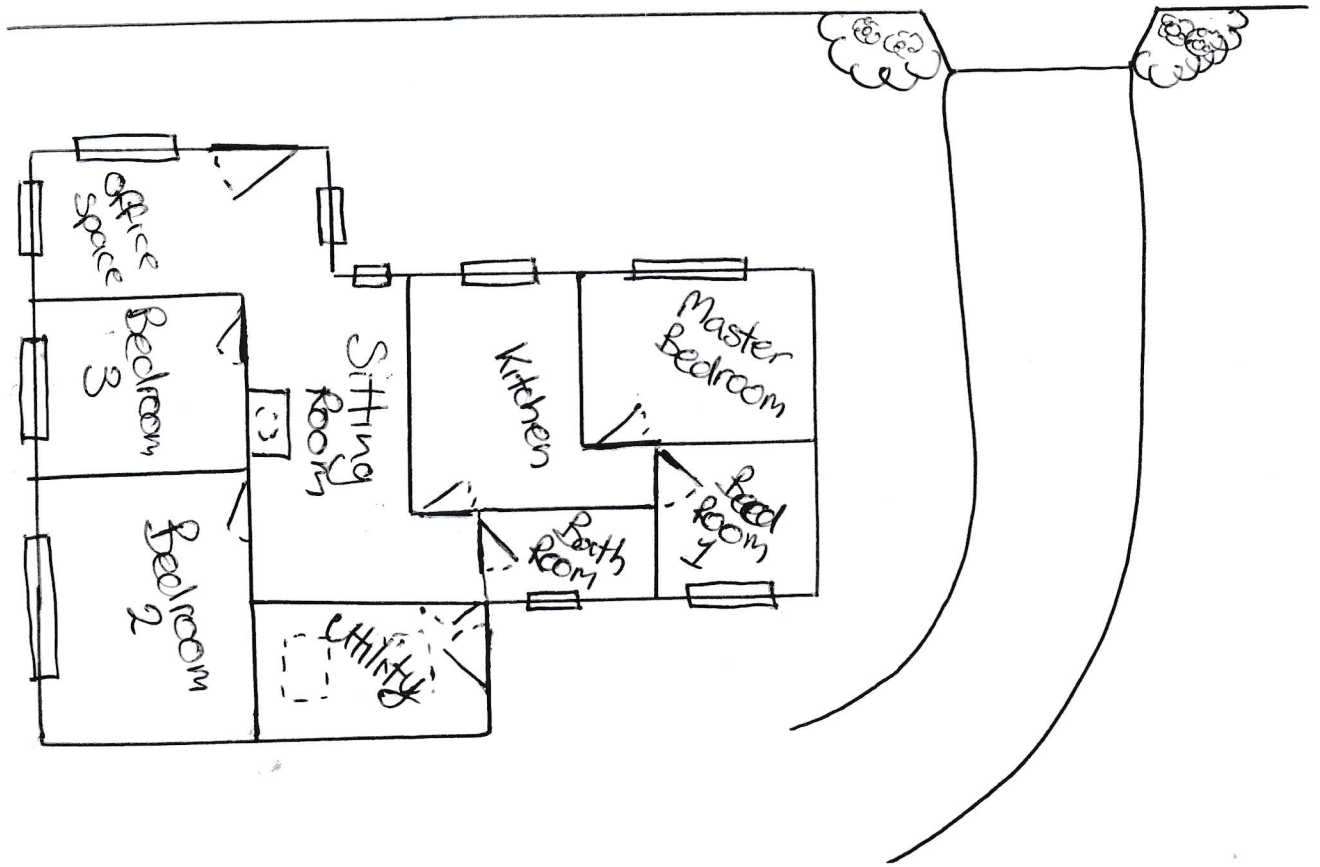 Office
Space
Bedroom
3
Sitting
Room
Kitchen
Master
Bedroom
Bedroom
2
Bath
Room
Bed
Room
1
Utility